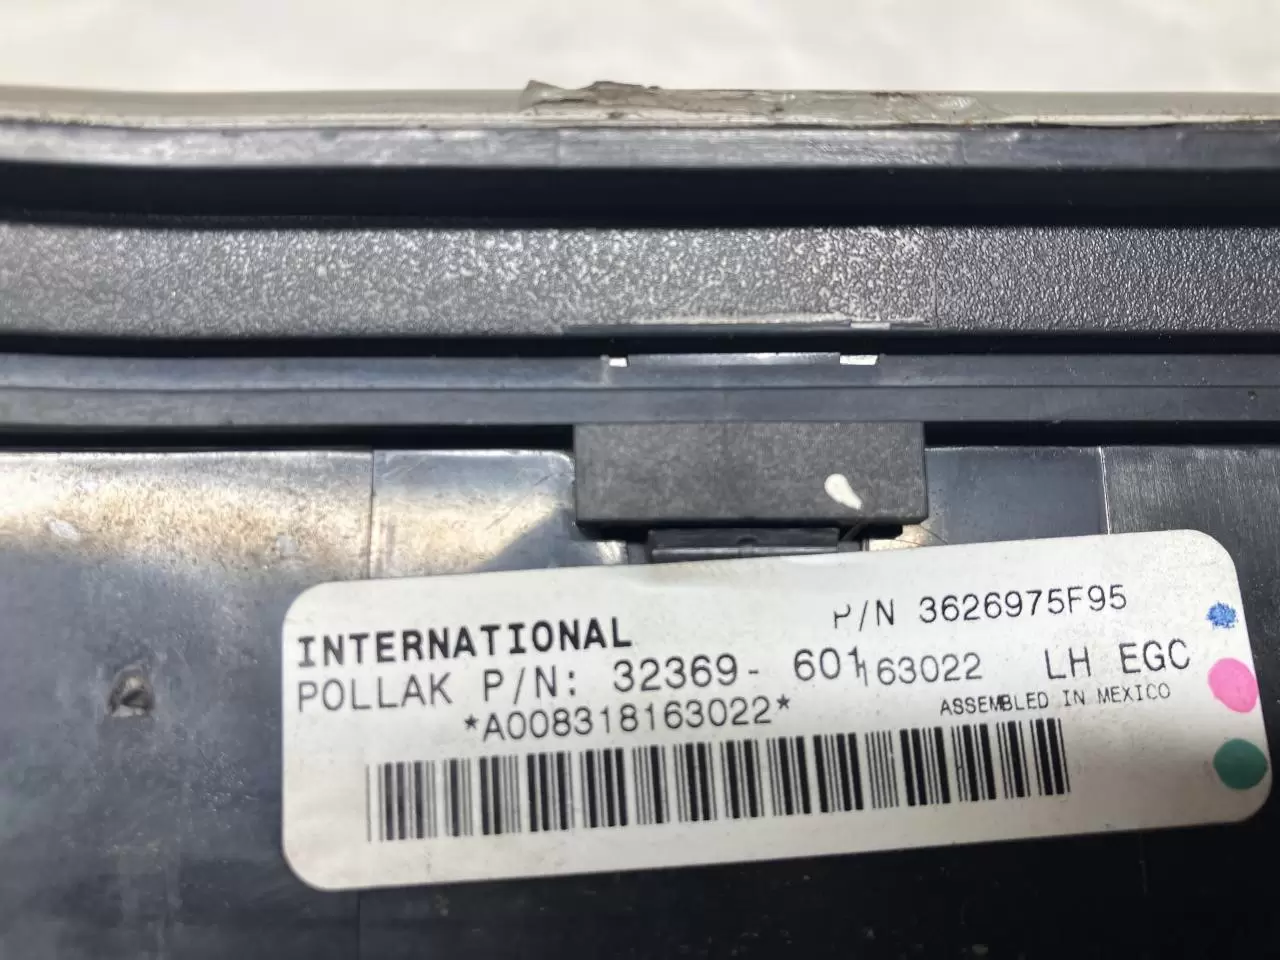 INTERNATIONAL P/N 3626975F95
POLLAK P/N: 32369- 601 163022 LH EGC
*A008318163022* ASSEMBLED IN MEXICO